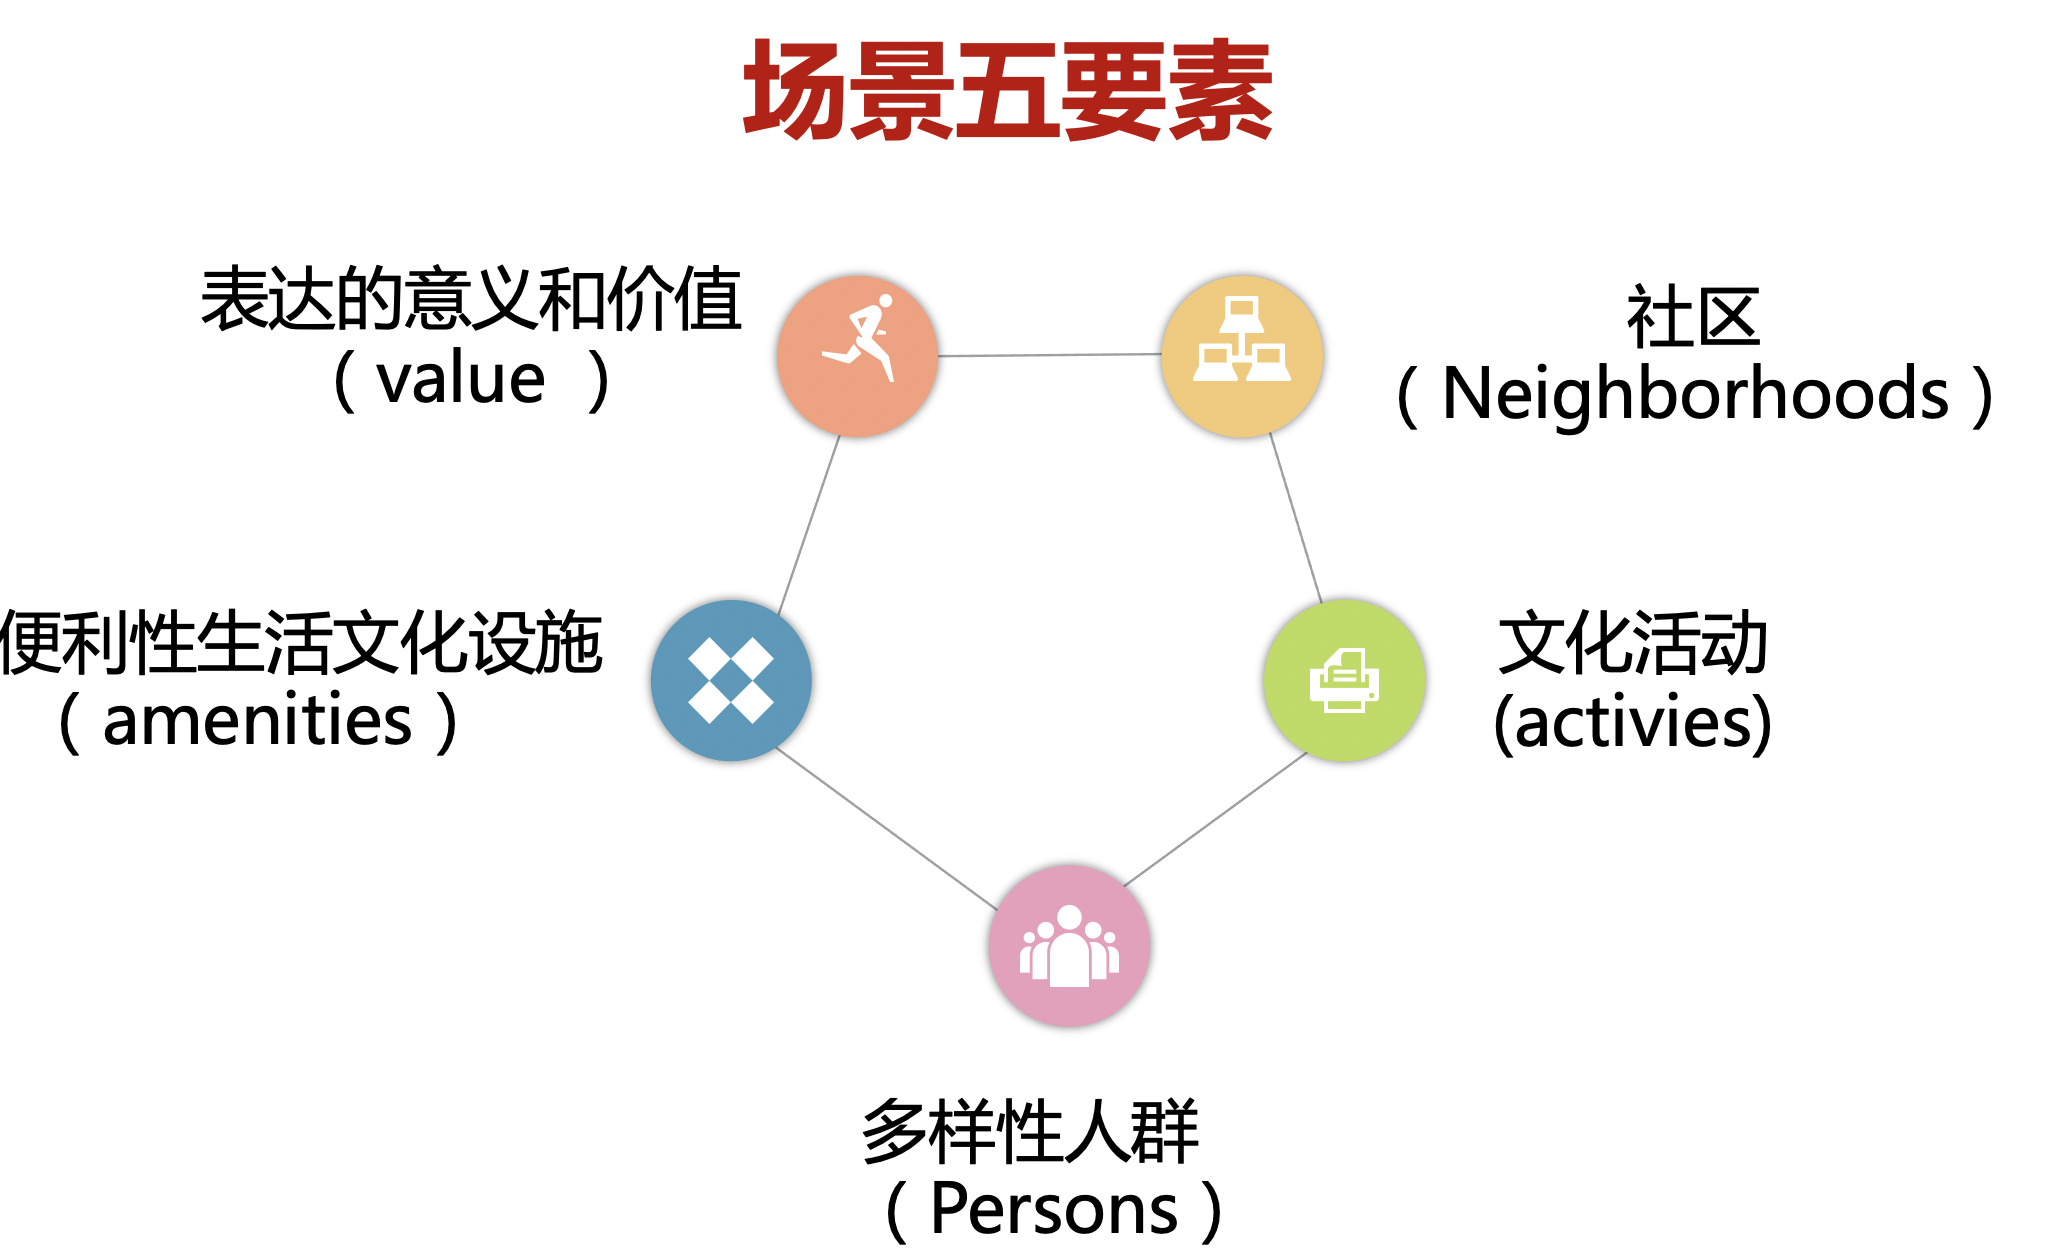 场景五要素
表达的意义和价值
（ value ）
社区
（ Neighborhoods ）
便利性生活文化设施
（ amenities ）
文化活动
(activies)
多样性人群
（ Persons ）